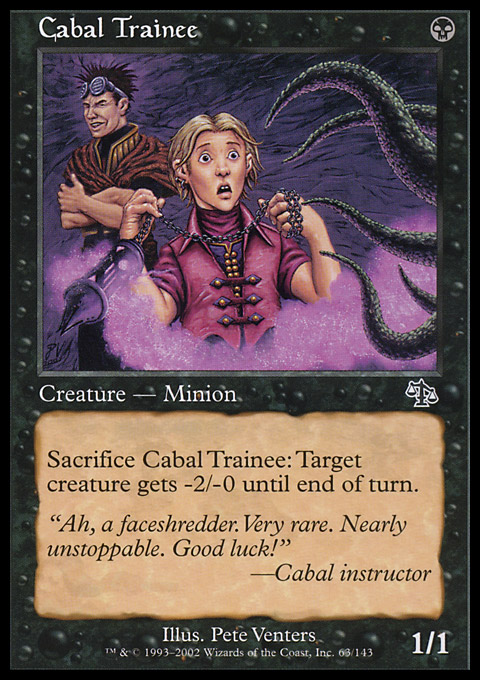 Cabal Trainee
PVA
Creature — Minion
Sacrifice Cabal Trainee: Target
creature gets -2/-0 until end of turn.
“Ah, a faceshredder. Very rare. Nearly
unstoppable. Good luck!”
—Cabal instructor
Illus. Pete Venters
™ & © 1993–2002 Wizards of the Coast, Inc. 63/143
1/1